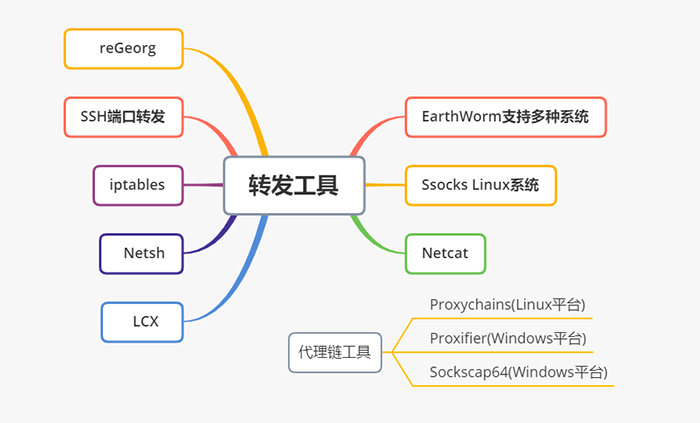 reGeorg
SSH端口转发
EarthWorm支持多种系统
iptables
转发工具
Ssocks Linux系统
Netsh
Netcat
LCX
Proxychains(Linux平台)
代理链工具
Proxifier(Windows平台)
Sockscap64(Windows平台)